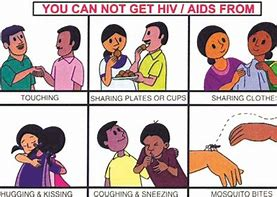 YOU CAN NOT GET HIV / AIDS FROM
TOUCHING
SHARING PLATES OR CUPS
SHARING CLOTHE
HUGGING & KISSING
COUGHING & SNEEZING
MOSQUITO BITES